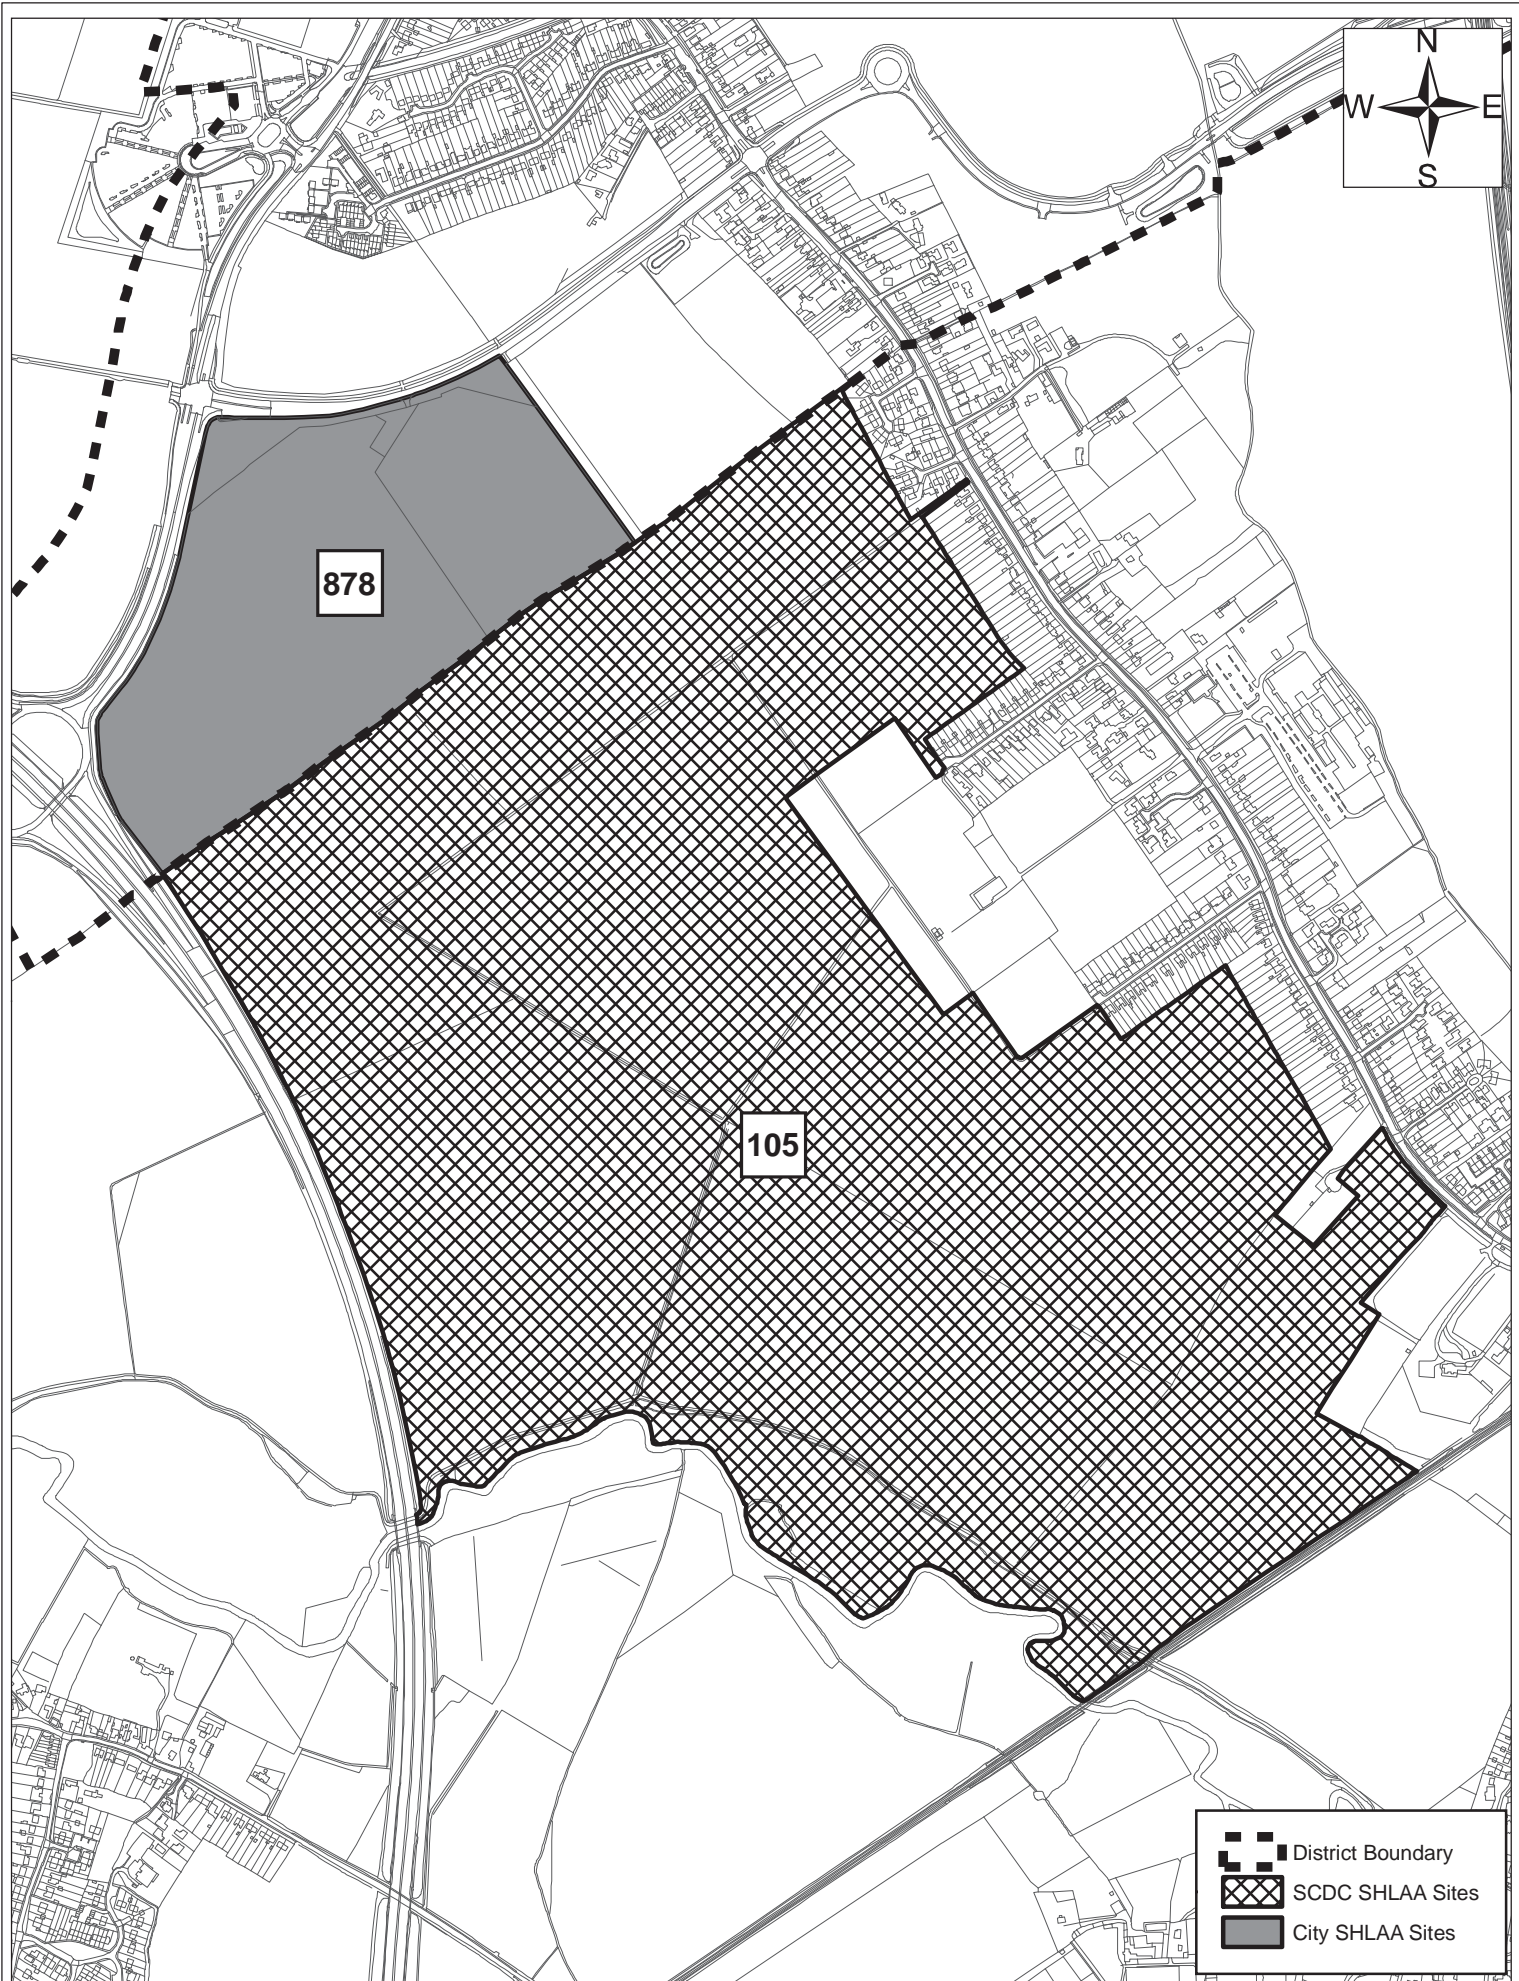 N
W E
S
878
105
District Boundary
SCDC SHLAA Sites
City SHLAA Sites